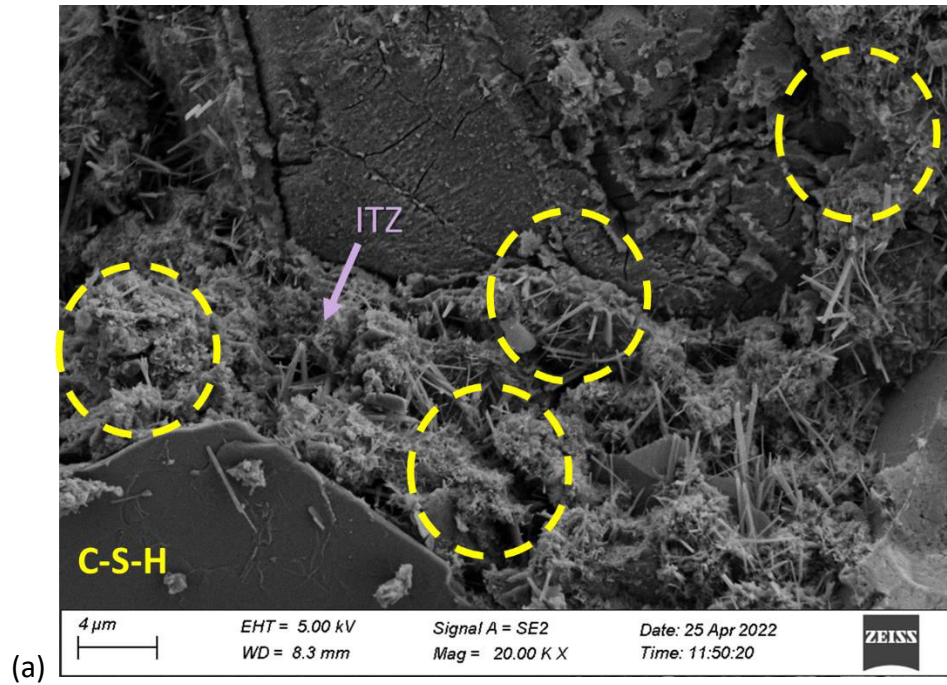 ITZ
C-S-H
4 µm
EHT = 5.00 kV
Signal A = SE2
Date: 25 Apr 2022
ZEISS
WD = 8.3 mm
Mag = 20.00 K X
Time: 11:50:20
(a)